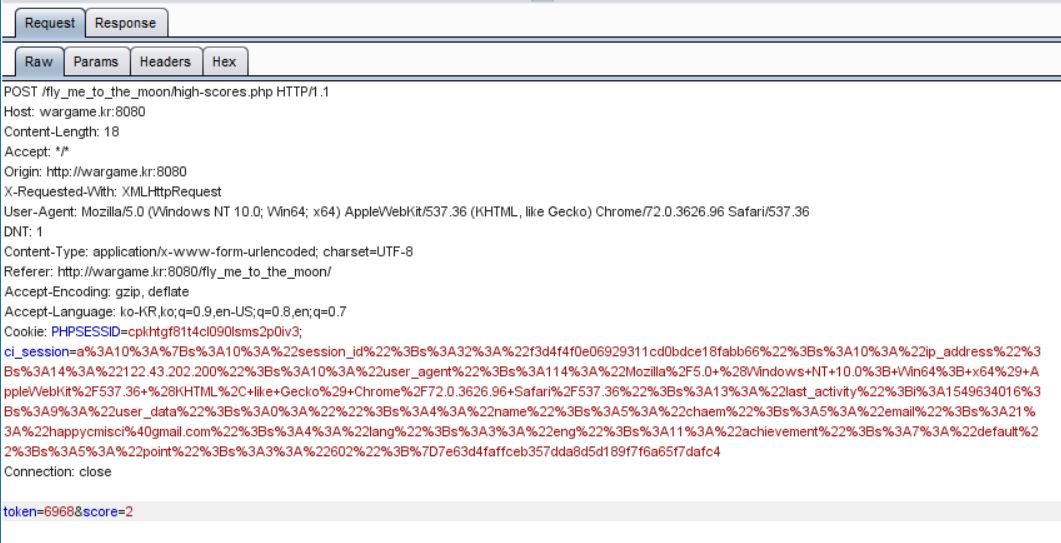 Request Response
Raw Params Headers Hex
POST /fly_me_to_the_moon/high-scores.php HTTP/1.1
Host: wargame.kr:8080
Content-Length: 18
Accept: */*
Origin: http://wargame.kr:8080
X-Requested-With: XMLHttpRequest
User-Agent: Mozilla/5.0 (Windows NT 10.0; Win64; x64) AppleWebKit/537.36 (KHTML, like Gecko) Chrome/72.0.3626.96 Safari/537.36
DNT: 1
Content-Type: application/x-www-form-urlencoded; charset=UTF-8
Referer: http://wargame.kr:8080/fly_me_to_the_moon/
Accept-Encoding: gzip, deflate
Accept-Language: ko-KR,ko;q=0.9,en-US;q=0.8,en;q=0.7
Cookie: PHPSESSID=cpkhtgf81t4cl090lsms2p0iv3;
ci_session=a%3A10%3A%7Bs%3A10%3A%22session_id%22%3Bs%3A32%3A%22f3d4f4f0e06929311cd0bdce18fabb66%22%3Bs%3A10%3A%22ip_address%22%3
Bs%3A14%3A%22122.43.202.200%22%3Bs%3A10%3A%22user_agent%22%3Bs%3A114%3A%22Mozilla%2F5.0+%28Windows+NT+10.0%3B+Win64%3B+x64%29+A
ppleWebKit%2F537.36+%28KHTML%2C+like+Gecko%29+Chrome%2F72.0.3626.96+Safari%2F537.36%22%3Bs%3A13%3A%22last_activity%22%3Bi%3A1549634016%3
Bs%3A9%3A%22user_data%22%3Bs%3A0%3A%22%22%3Bs%3A4%3A%22name%22%3Bs%3A5%3A%22chaem%22%3Bs%3A5%3A%22email%22%3Bs%3A21%
3A%22happycmisci%40gmail.com%22%3Bs%3A4%3A%22lang%22%3Bs%3A3%3A%22eng%22%3Bs%3A11%3A%22achievement%22%3Bs%3A7%3A%22default%2
2%3Bs%3A5%3A%22point%22%3Bs%3A3%3A%22602%22%3B%7D7e63d4faffceb357dda8d5d189f7f6a65f7dafc4
Connection: close
token=6968&score=2